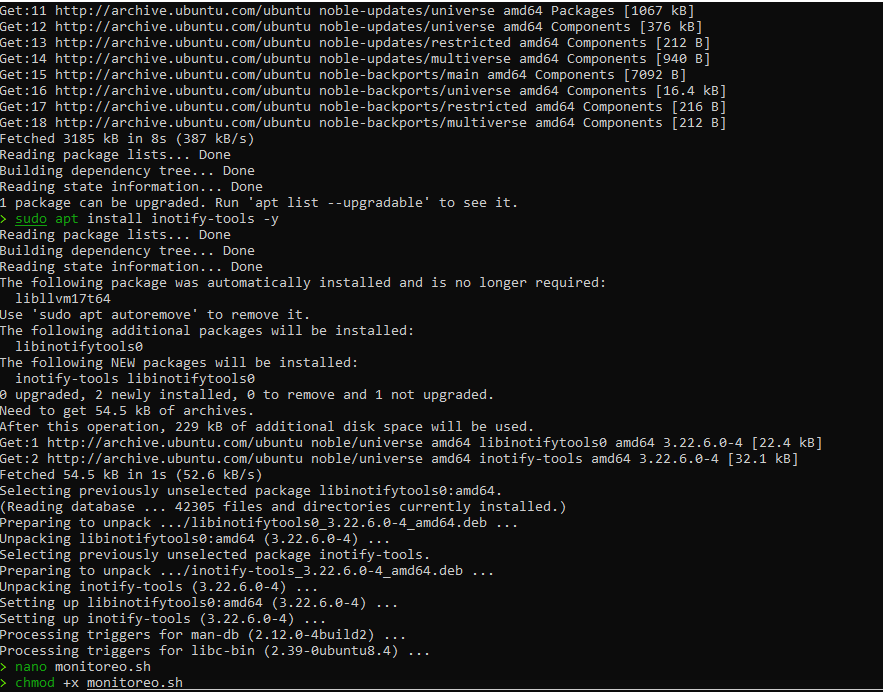 Get:11 http://archive.ubuntu.com/ubuntu noble-updates/universe amd64 Packages [1067 kB]
Get:12 http://archive.ubuntu.com/ubuntu noble-updates/universe amd64 Components [376 kB]
Get:13 http://archive.ubuntu.com/ubuntu noble-updates/restricted amd64 Components [212 B]
Get:14 http://archive.ubuntu.com/ubuntu noble-updates/multiverse amd64 Components [940 B]
Get:15 http://archive.ubuntu.com/ubuntu noble-backports/main amd64 Components [7092 B]
Get:16 http://archive.ubuntu.com/ubuntu noble-backports/universe amd64 Components [16.4 kB]
Get:17 http://archive.ubuntu.com/ubuntu noble-backports/restricted amd64 Components [216 B]
Get:18 http://archive.ubuntu.com/ubuntu noble-backports/multiverse amd64 Components [212 B]
Fetched 3185 kB in 8s (387 kB/s)
Reading package lists... Done
Building dependency tree... Done
Reading state information... Done
1 package can be upgraded. Run 'apt list --upgradable' to see it.
> sudo apt install inotify-tools -y
Reading package lists... Done
Building dependency tree... Done
Reading state information... Done
The following package was automatically installed and is no longer required:
  libllvm17t64
Use 'sudo apt autoremove' to remove it.
The following additional packages will be installed:
  libinotifytools0
The following NEW packages will be installed:
  inotify-tools libinotifytools0
0 upgraded, 2 newly installed, 0 to remove and 1 not upgraded.
Need to get 54.5 kB of archives.
After this operation, 229 kB of additional disk space will be used.
Get:1 http://archive.ubuntu.com/ubuntu noble/universe amd64 libinotifytools0 amd64 3.22.6.0-4 [22.4 kB]
Get:2 http://archive.ubuntu.com/ubuntu noble/universe amd64 inotify-tools amd64 3.22.6.0-4 [32.1 kB]
Fetched 54.5 kB in 1s (52.6 kB/s)
Selecting previously unselected package libinotifytools0:amd64.
(Reading database ... 42305 files and directories currently installed.)
Preparing to unpack .../libinotifytools0_3.22.6.0-4_amd64.deb ...
Unpacking libinotifytools0:amd64 (3.22.6.0-4) ...
Selecting previously unselected package inotify-tools.
Preparing to unpack .../inotify-tools_3.22.6.0-4_amd64.deb ...
Unpacking inotify-tools (3.22.6.0-4) ...
Setting up libinotifytools0:amd64 (3.22.6.0-4) ...
Setting up inotify-tools (3.22.6.0-4) ...
Processing triggers for man-db (2.12.0-4build2) ...
Processing triggers for libc-bin (2.39-0ubuntu8.4) ...
> nano monitoreo.sh
> chmod +x monitoreo.sh